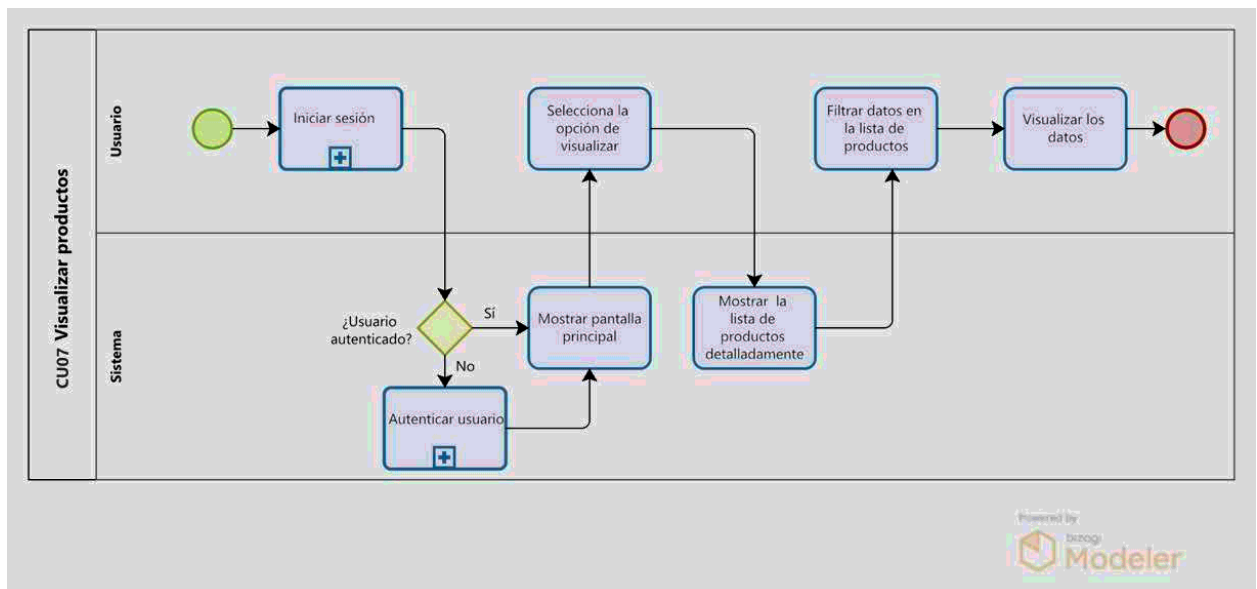 CU07 Visualizar productos
Usuario
Iniciar sesión
Selecciona la
opción de
visualizar
Filtrar datos en
la lista de
productos
Visualizar los
datos
Sistema
¿Usuario
autenticado?
Sí
No
Mostrar pantalla
principal
Mostrar la
lista de
productos
detalladamente
Autenticar usuario
Powered by
bizagi
Modeler